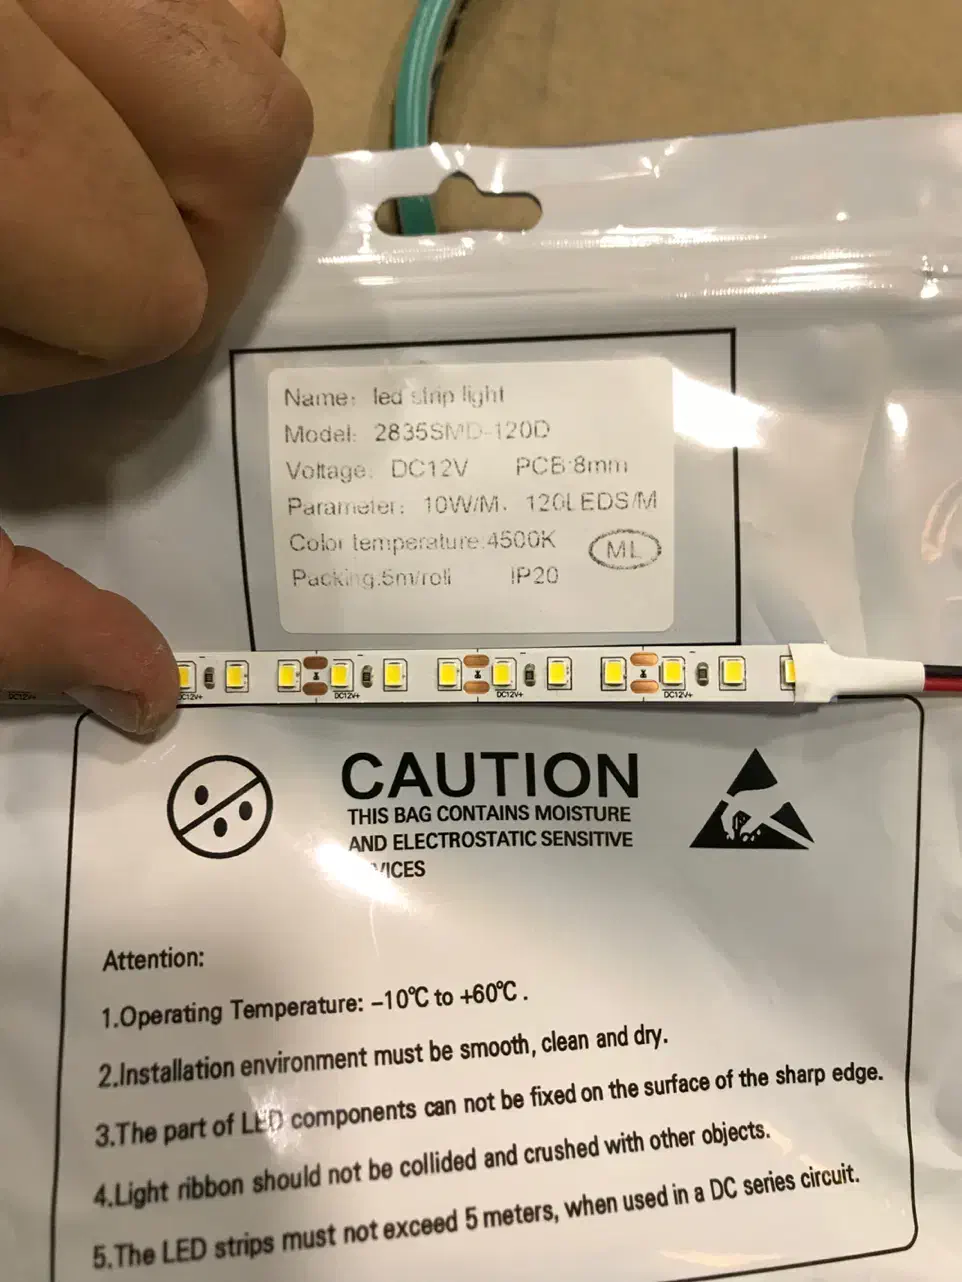 Name: led strip light
Model: 2835SMD-120D
Voltage: DC12V PCB:8mm
Parameter: 10W/M, 120LEDS/M
Color temperature:4500K
ML
Packing:5m/roll IP20
DC12V+ DC12V+ DC12V+ DC12V+ DC12V+
CAUTION
THIS BAG CONTAINS MOISTURE
AND ELECTROSTATIC SENSITIVE
Attention:
1.Operating Temperature: –10℃ to +60℃ .
2.Installation environment must be smooth, clean and dry.
3.The part of LED components can not be fixed on the surface of the sharp edge.
4.Light ribbon should not be collided and crushed with other objects.
5.The LED strips must not exceed 5 meters, when used in a DC series circuit.